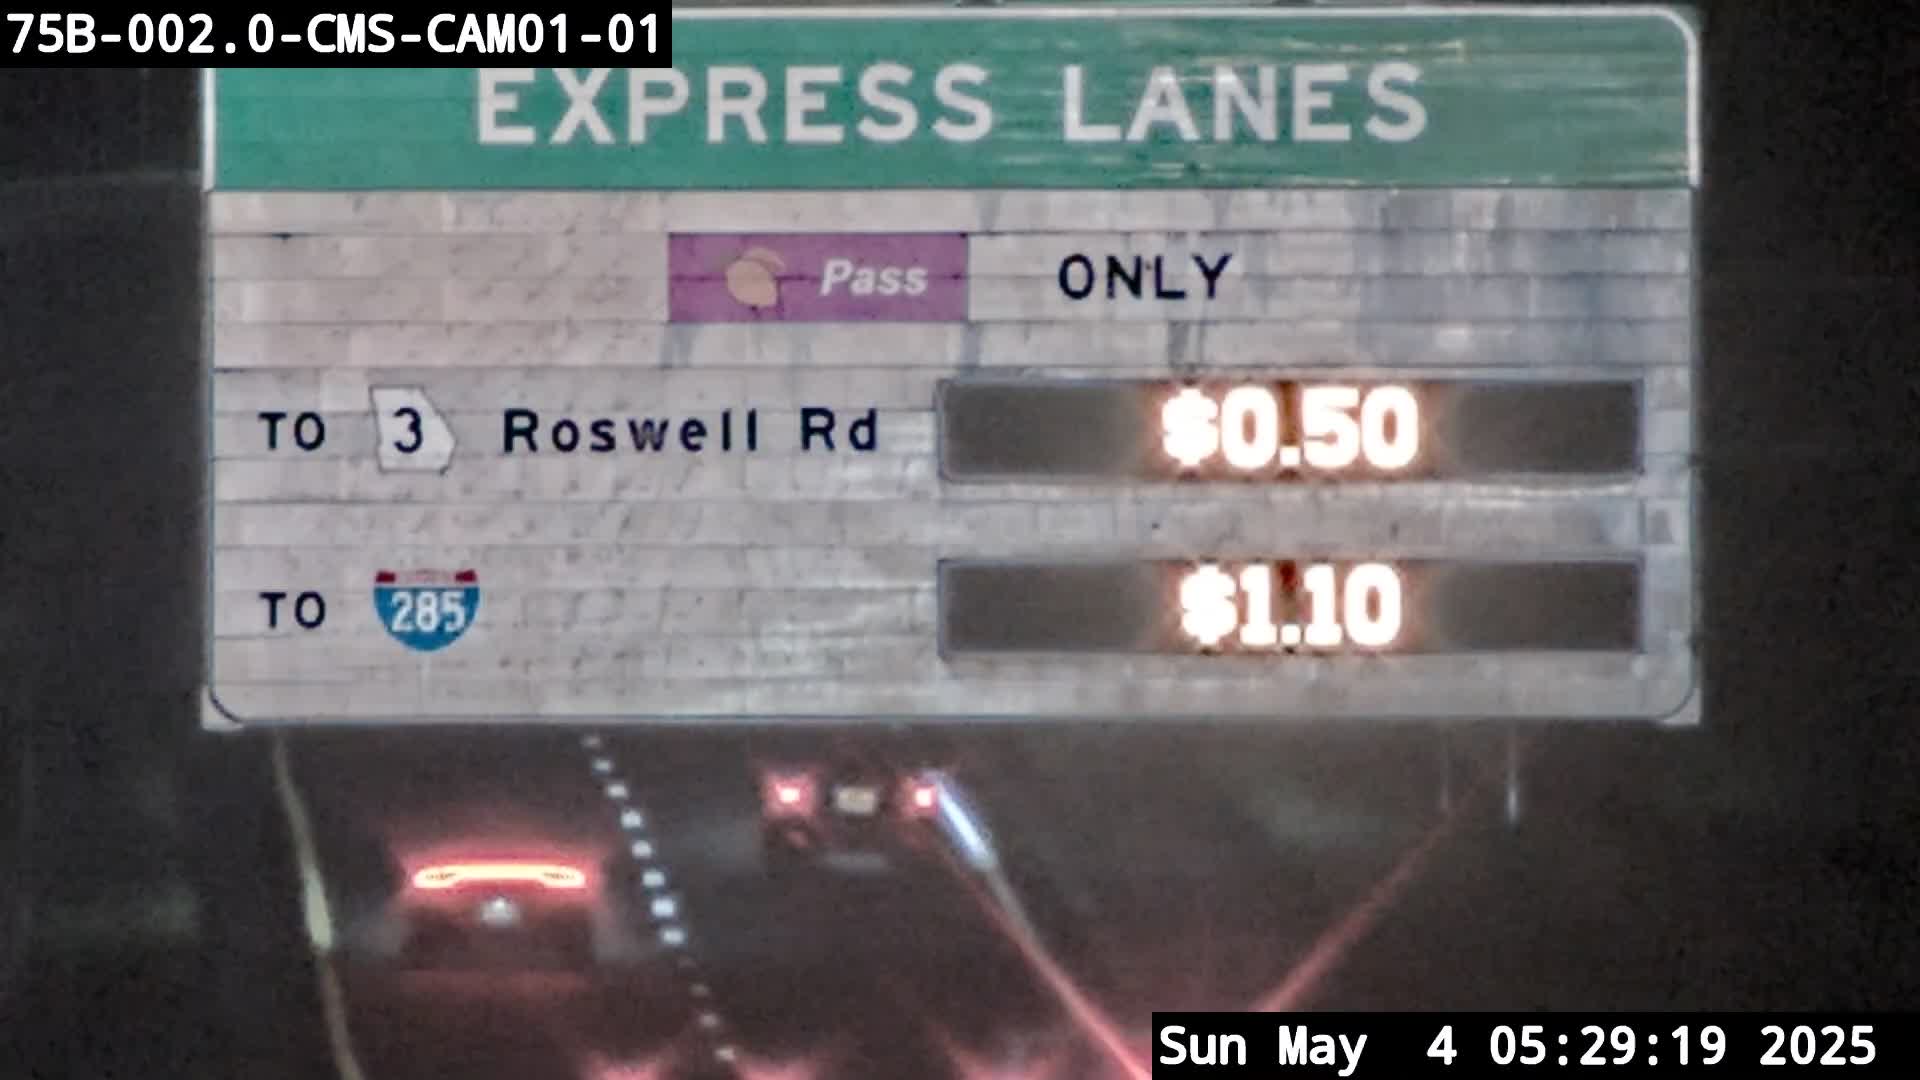 75B-002.0-CMS-CAM01-01
EXPRESS LANES
Pass ONLY
TO 3 Roswell Rd $0.50
TO 285 $1.10
Sun May 4 05:29:19 2025